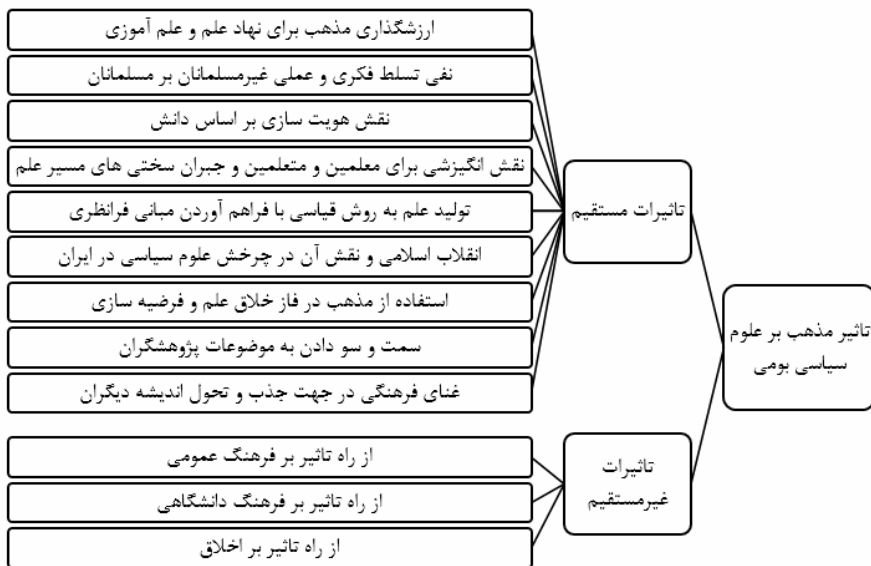 ارزشگذاری مذهب برای نهاد علم و علم آموزی
نفی تسلط فکری و عملی غیرمسلمانان بر مسلمانان
نقش هویت سازی بر اساس دانش
نقش انگیزشی برای معلمین و متعلمین و جبران سختی های مسیر علم
تولید علم به روش قیاسی با فراهم آوردن مبانی فرانظری
انقلاب اسلامی و نقش آن در چرخش علوم سیاسی در ایران
استفاده از مذهب در فاز خلاق علم و فرضیه سازی
سمت و سو دادن به موضوعات پژوهشگران
غنای فرهنگی در جهت جذب و تحول اندیشه دیگران
تاثیرات مستقیم
تاثیر مذهب بر علوم
سیاسی بومی
تاثیرات
غیرمستقیم
از راه تاثیر بر فرهنگ عمومی
از راه تاثیر بر فرهنگ دانشگاهی
از راه تاثیر بر اخلاق